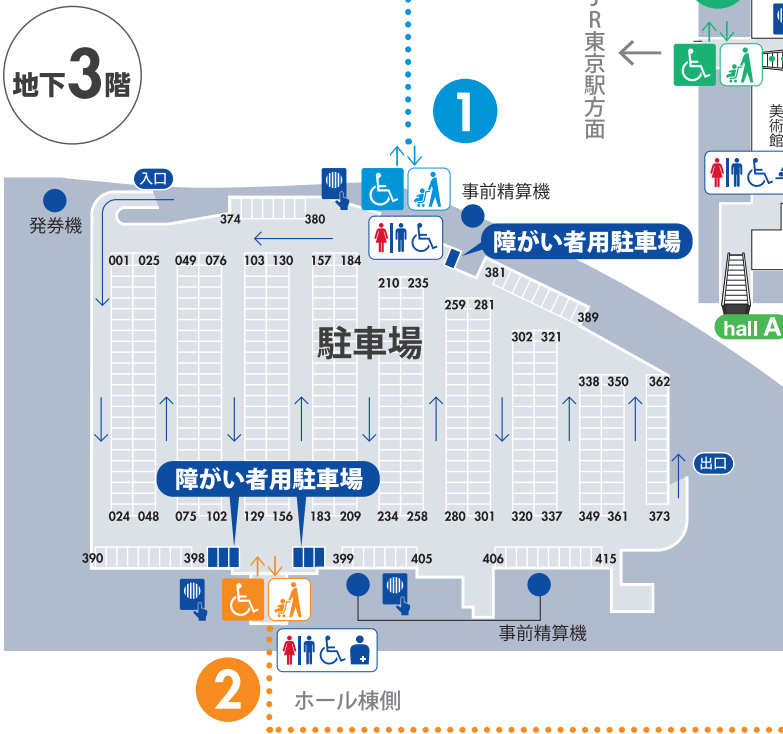 地下3階
1
JR東京駅方面
美術館
入口
発券機
374 380
事前精算機
障がい者用駐車場
001 025 049 076 103 130 157 184
210 235
381
259 281
389
駐車場
302 321
338 350 362
出口
障がい者用駐車場
024 048 075 102 129 156 183 209 234 258 280 301 320 337 349 361 373
390 398 399 405 406 415
hall A
事前精算機
2
ホール棟側